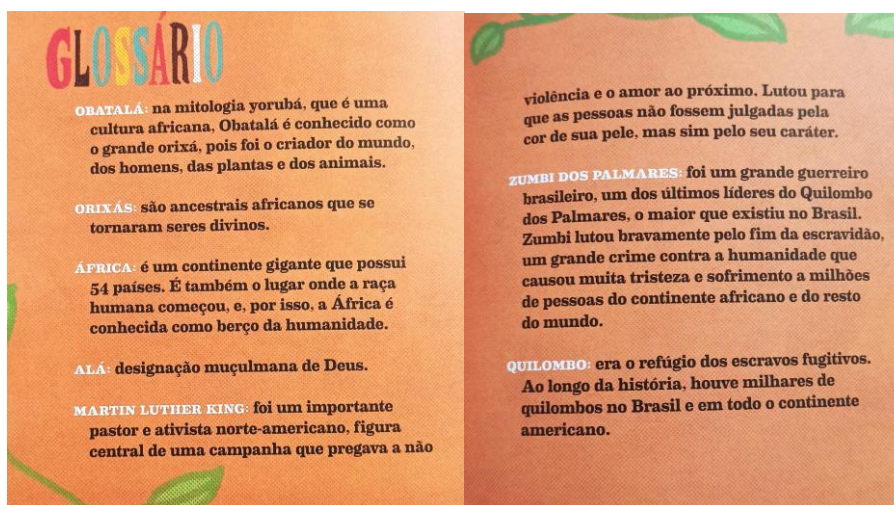 GLOSSÁRIO
OBATALÁ: na mitologia yorubá, que é uma
cultura africana, Obatalá é conhecido como
o grande orixá, pois foi o criador do mundo,
dos homens, das plantas e dos animais.
ORIXÁS: são ancestrais africanos que se
tornaram seres divinos.
ÁFRICA: é um continente gigante que possui
54 países. É também o lugar onde a raça
humana começou, e, por isso, a África é
conhecida como berço da humanidade.
ALÁ: designação muçulmana de Deus.
MARTIN LUTHER KING: foi um importante
pastor e ativista norte-americano, figura
central de uma campanha que pregava a não
violência e o amor ao próximo. Lutou para
que as pessoas não fossem julgadas pela
cor de sua pele, mas sim pelo seu caráter.
ZUMBI DOS PALMARES: foi um grande guerreiro
brasileiro, um dos últimos líderes do Quilombo
dos Palmares, o maior que existiu no Brasil.
Zumbi lutou bravamente pelo fim da escravidão,
um grande crime contra a humanidade que
causou muita tristeza e sofrimento a milhões
de pessoas do continente africano e do resto
do mundo.
QUILOMBO: era o refúgio dos escravos fugitivos.
Ao longo da história, houve milhares de
quilombos no Brasil e em todo o continente
americano.